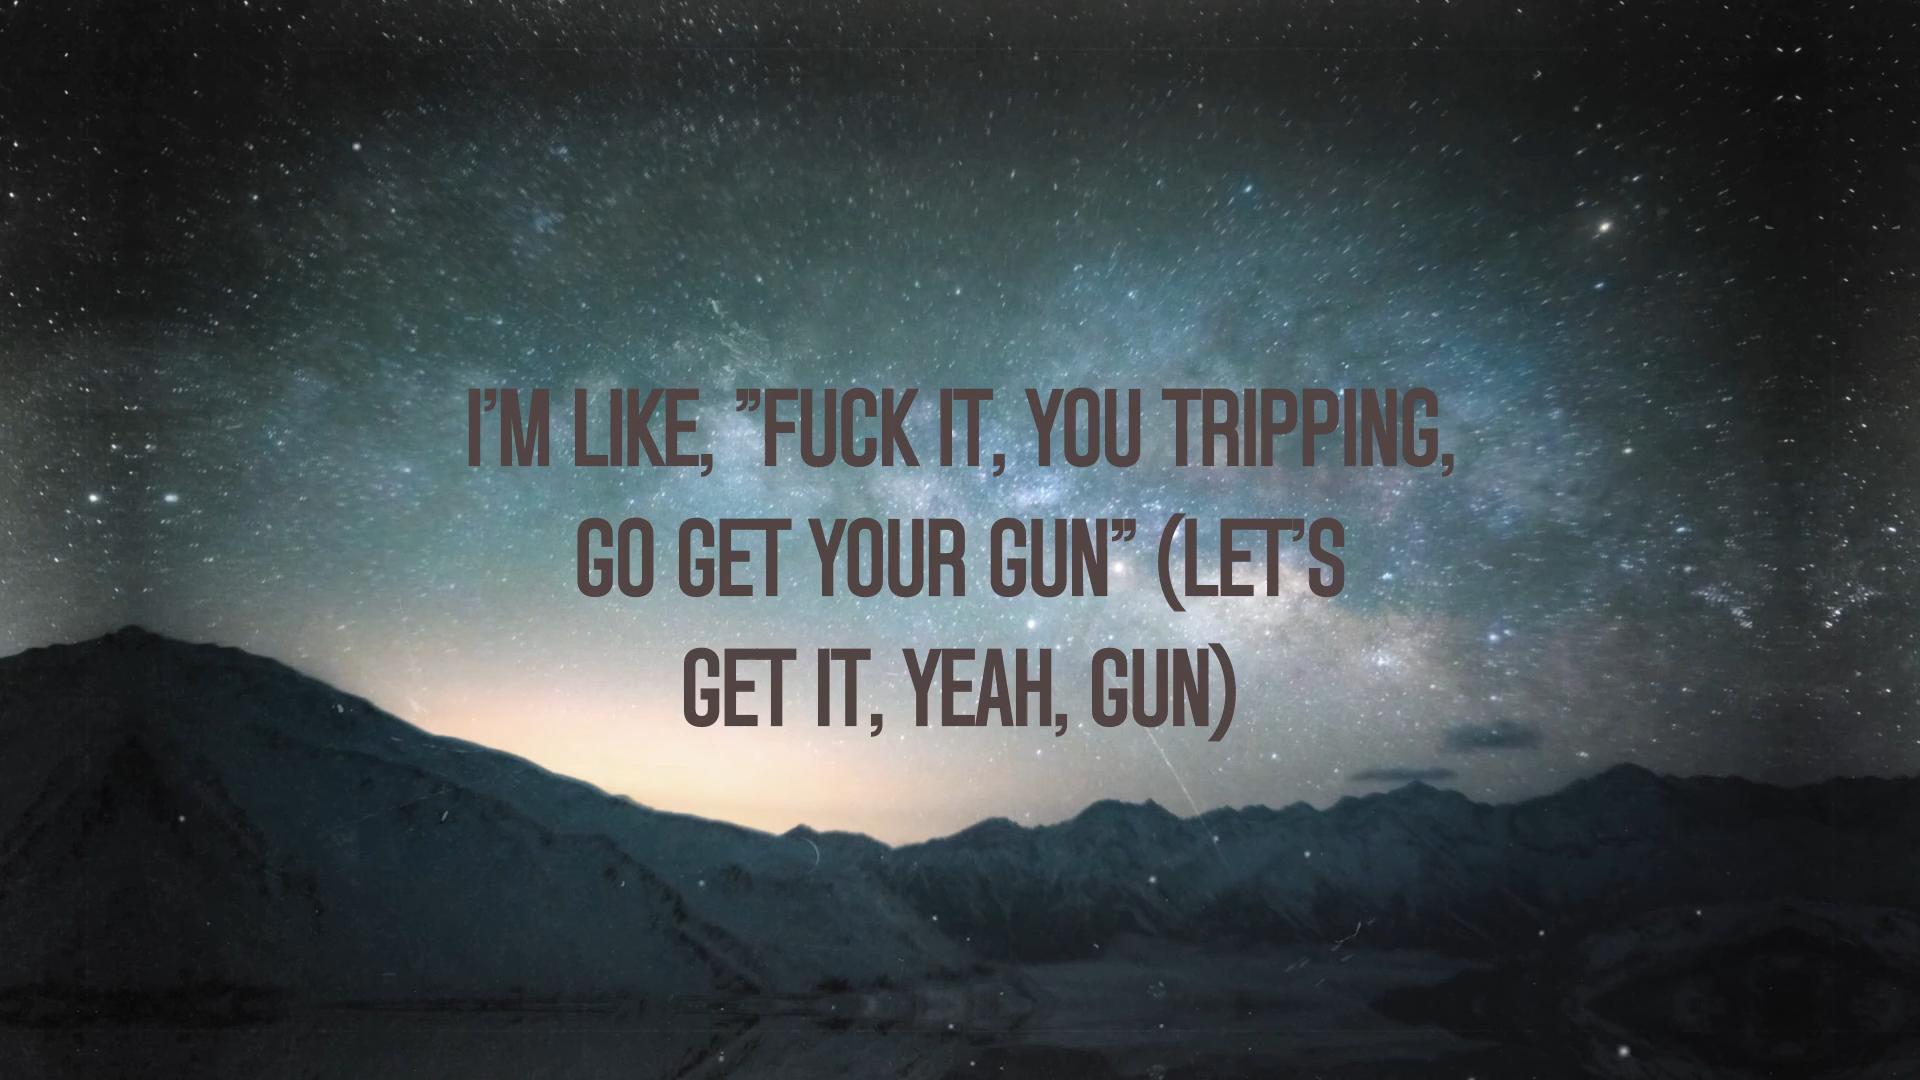 I'M LIKE, ”FUCK IT, YOU TRIPPING,
GO GET YOUR GUN” (LET'S
GET IT, YEAH, GUN)